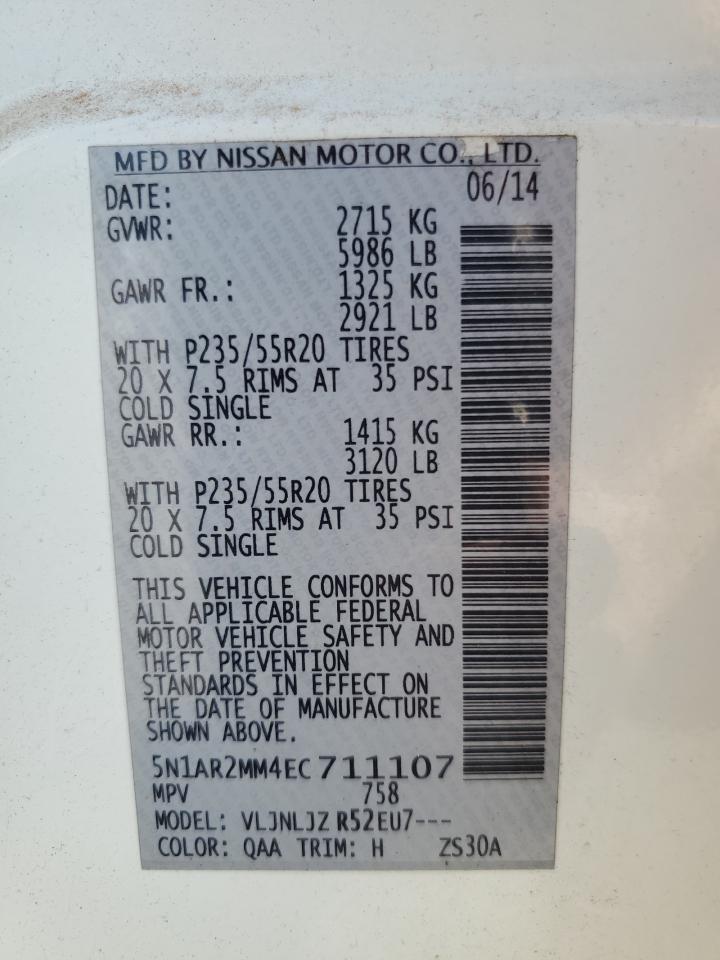 MFD BY NISSAN MOTOR CO., LTD.
DATE: 06/14
GVWR: 2715 KG
5986 LB
GAWR FR.: 1325 KG
2921 LB
WITH P235/55R20 TIRES
20 X 7.5 RIMS AT 35 PSI
COLD SINGLE
GAWR RR.: 1415 KG
3120 LB
WITH P235/55R20 TIRES
20 X 7.5 RIMS AT 35 PSI
COLD SINGLE
THIS VEHICLE CONFORMS TO
ALL APPLICABLE FEDERAL
MOTOR VEHICLE SAFETY AND
THEFT PREVENTION
STANDARDS IN EFFECT ON
THE DATE OF MANUFACTURE
SHOWN ABOVE.
5N1AR2MM4EC711107
MPV 758
MODEL: VLJNLJZ R52EU7---
COLOR: QAA TRIM: H ZS30A